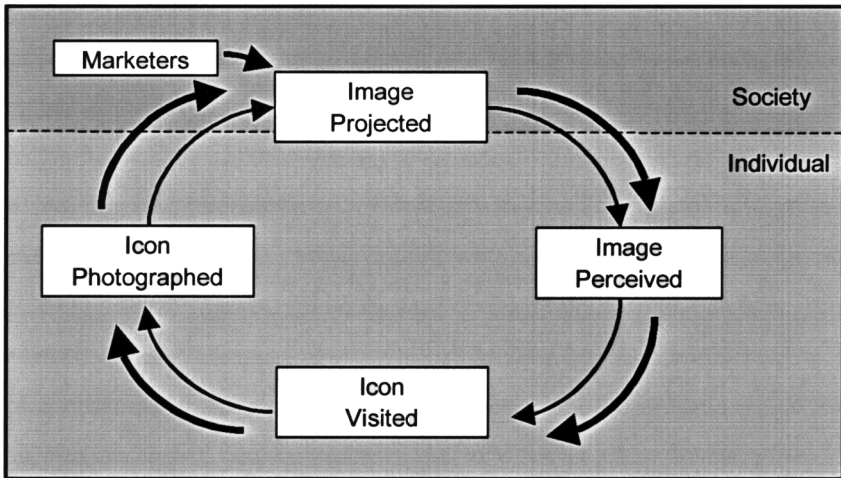 Marketers
Image
Projected
Society
Individual
Icon
Photographed
Image
Perceived
Icon
Visited